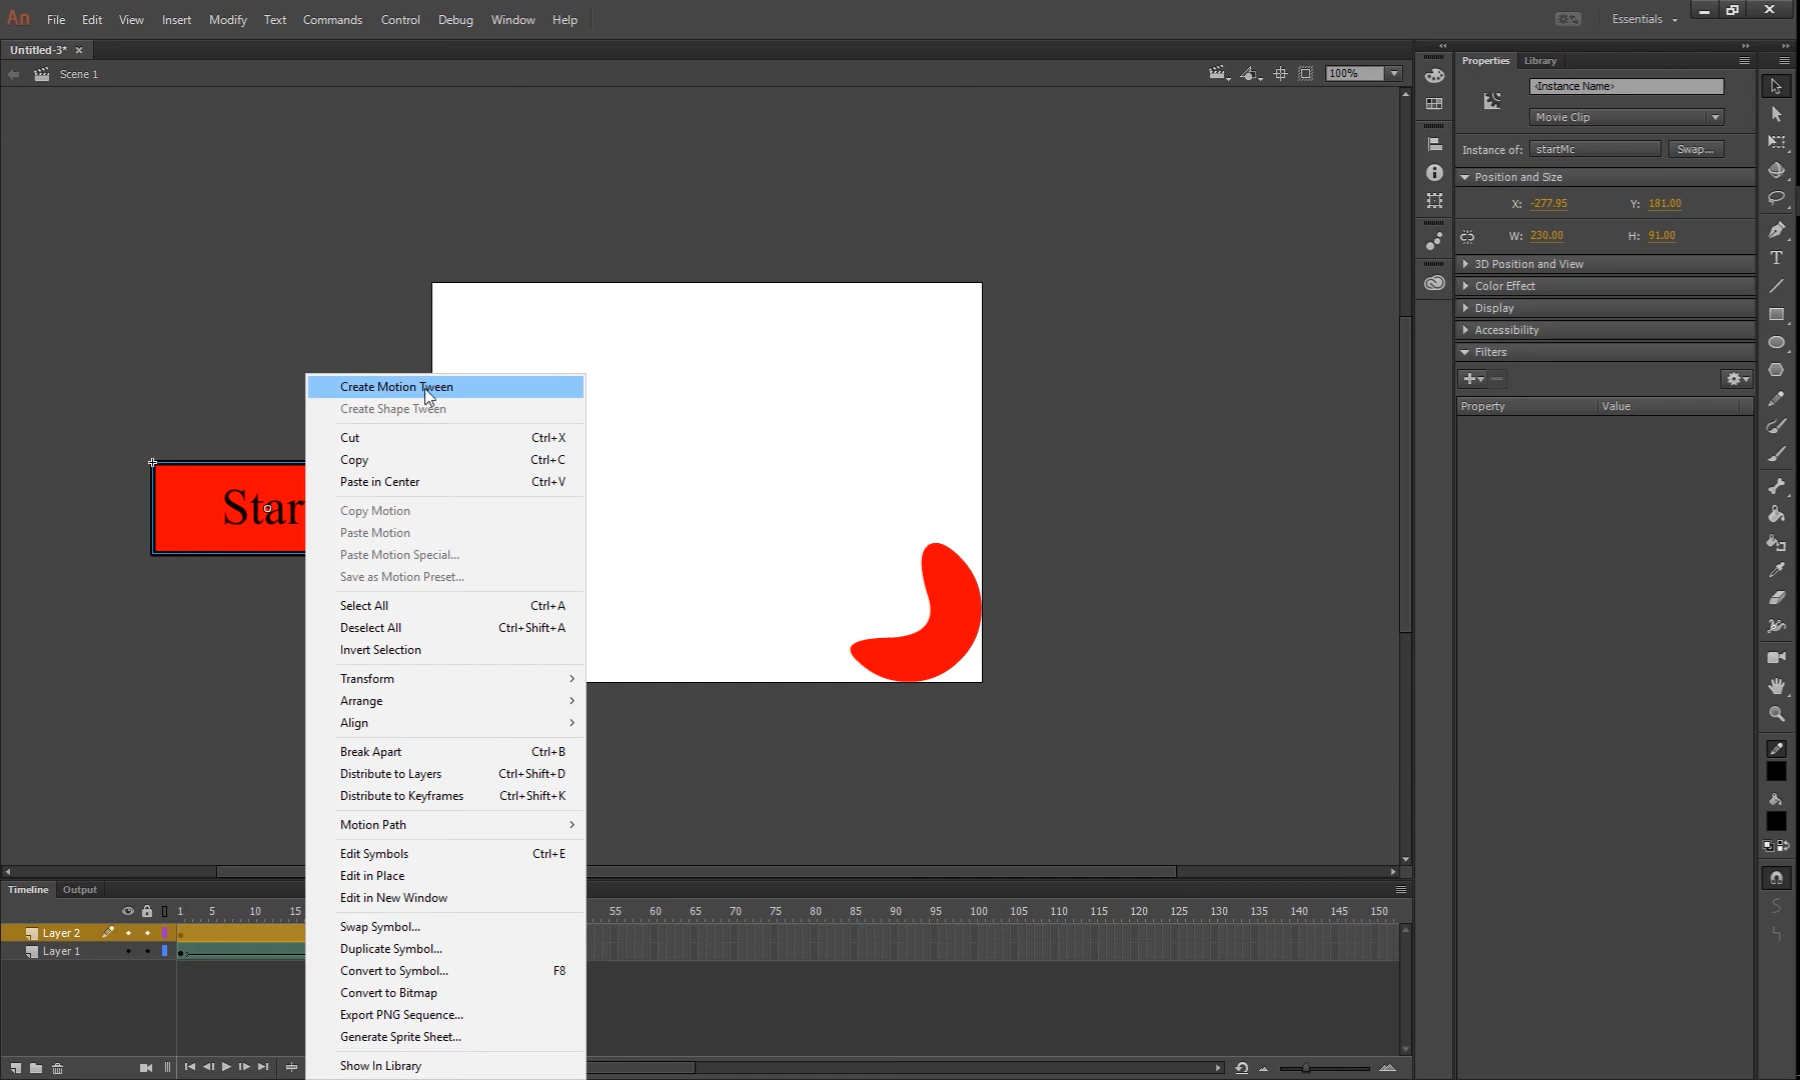 An File Edit View Insert Modify Text Commands Control Debug Window Help Essentials
Untitled-3*
Scene 1 100%
Properties Library
<Instance Name>
Movie Clip
Instance of: startMc Swap...
Position and Size
X: -277.95 Y: 181.00
W: 230.00 H: 91.00
3D Position and View
Color Effect
Display
Accessibility
Filters
Property Value
Star
Create Motion Tween
Create Shape Tween
Cut Ctrl+X
Copy Ctrl+C
Paste in Center Ctrl+V
Copy Motion
Paste Motion
Paste Motion Special...
Save as Motion Preset...
Select All Ctrl+A
Deselect All Ctrl+Shift+A
Invert Selection
Transform
Arrange
Align
Break Apart Ctrl+B
Distribute to Layers Ctrl+Shift+D
Distribute to Keyframes Ctrl+Shift+K
Motion Path
Edit Symbols Ctrl+E
Edit in Place
Edit in New Window
Swap Symbol...
Duplicate Symbol...
Convert to Symbol... F8
Convert to Bitmap
Export PNG Sequence...
Generate Sprite Sheet...
Show In Library
Timeline Output
1 5 10 15 55 60 65 70 75 80 85 90 95 100 105 110 115 120 125 130 135 140 145 150
Layer 2
Layer 1